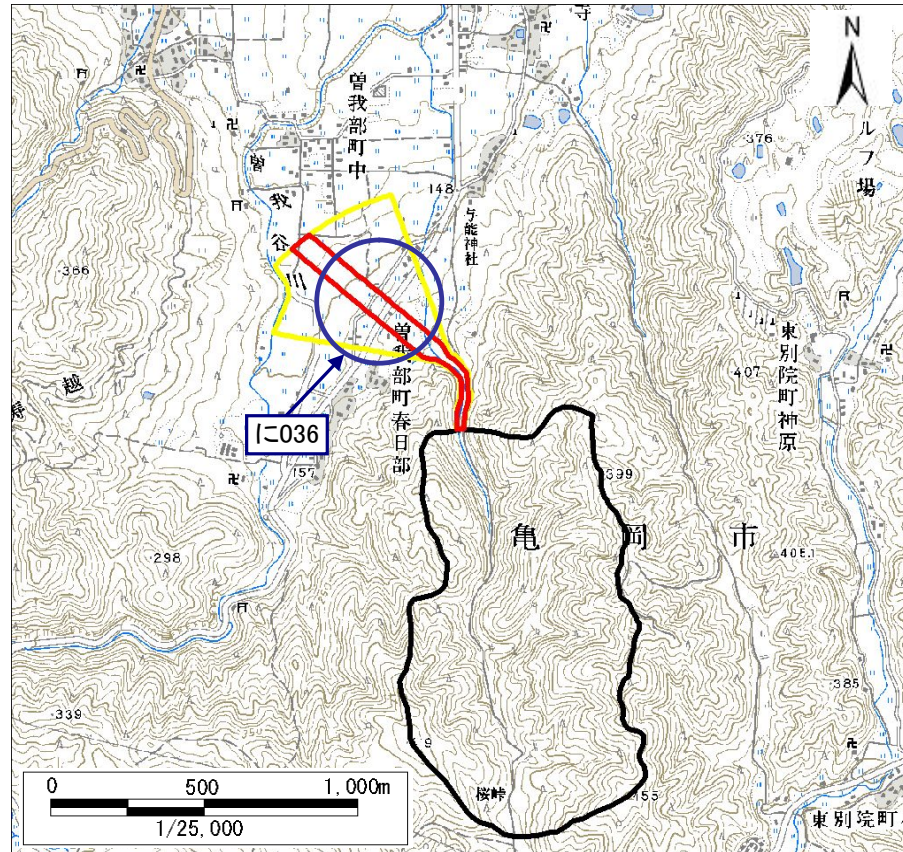 N
寺
曽我部町中
376
ルフ場
148
与能神社
曽我谷川
366
曽我部町春日部
東別院町神原
407
に036
157
399
亀岡市
298
405.1
339
385
桜峠
455
東別院町
0 500 1,000m
1/25,000